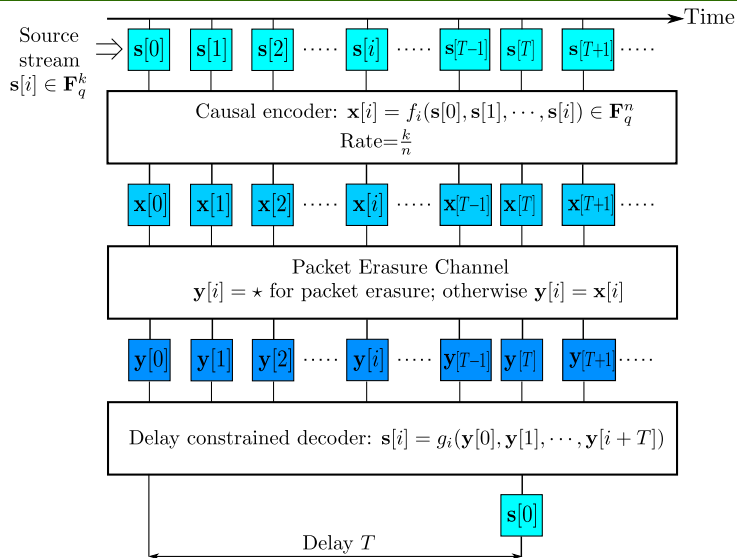 Time
Source
stream
s[i] ∈ F_q^k
s[0] s[1] s[2] ····· s[i] ····· s[T−1] s[T] s[T+1] ·····
Causal encoder: x[i] = f_i(s[0], s[1], · · · , s[i]) ∈ F_q^n
Rate=k/n
x[0] x[1] x[2] ····· x[i] ····· x[T−1] x[T] x[T+1] ·····
Packet Erasure Channel
y[i] = ⋆ for packet erasure; otherwise y[i] = x[i]
y[0] y[1] y[2] ····· y[i] ····· y[T−1] y[T] y[T+1] ·····
Delay constrained decoder: s[i] = g_i(y[0], y[1], · · · , y[i + T])
s[0]
Delay T